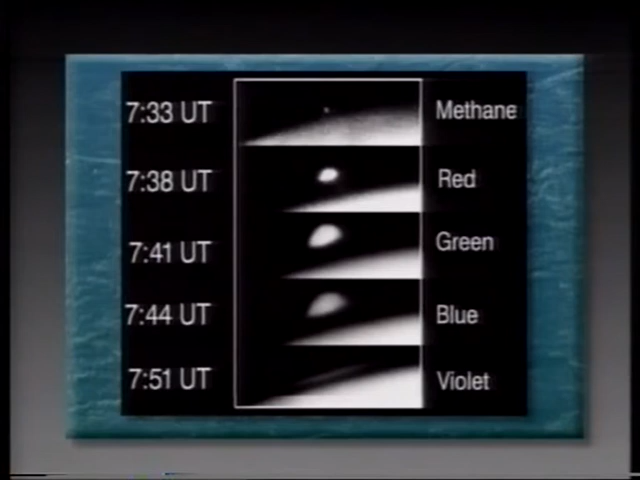 7:33 UT Methane
7:38 UT Red
7:41 UT Green
7:44 UT Blue
7:51 UT Violet